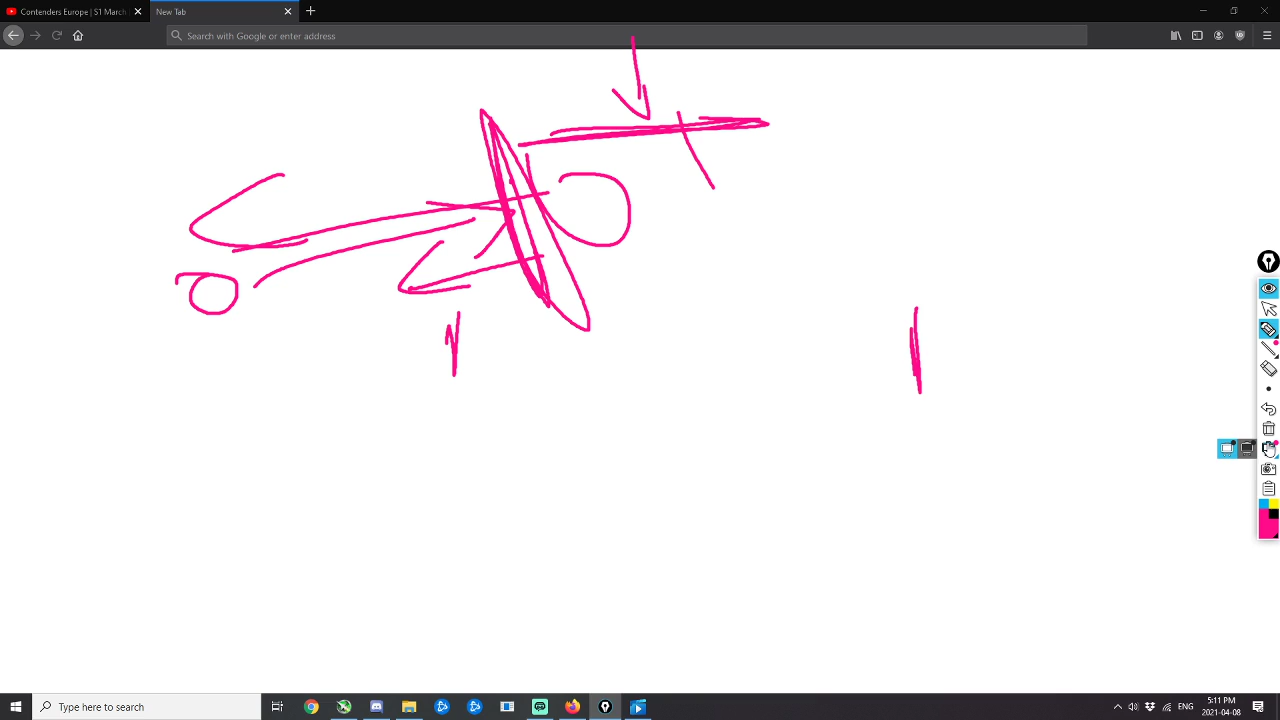 Contenders Europe | S1 March
New Tab
Search with Google or enter address
Type here to search
ENG
5:11 PM
2021-04-08